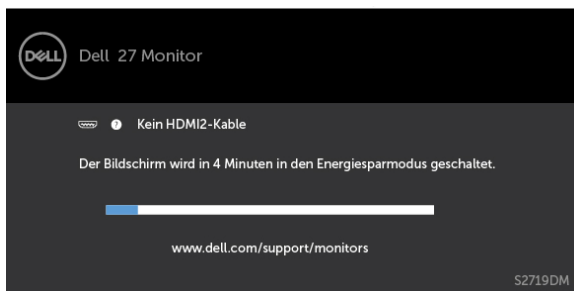 DELL
Dell 27 Monitor
Kein HDMI2-Kable
Der Bildschirm wird in 4 Minuten in den Energiesparmodus geschaltet.
www.dell.com/support/monitors
S2719DM